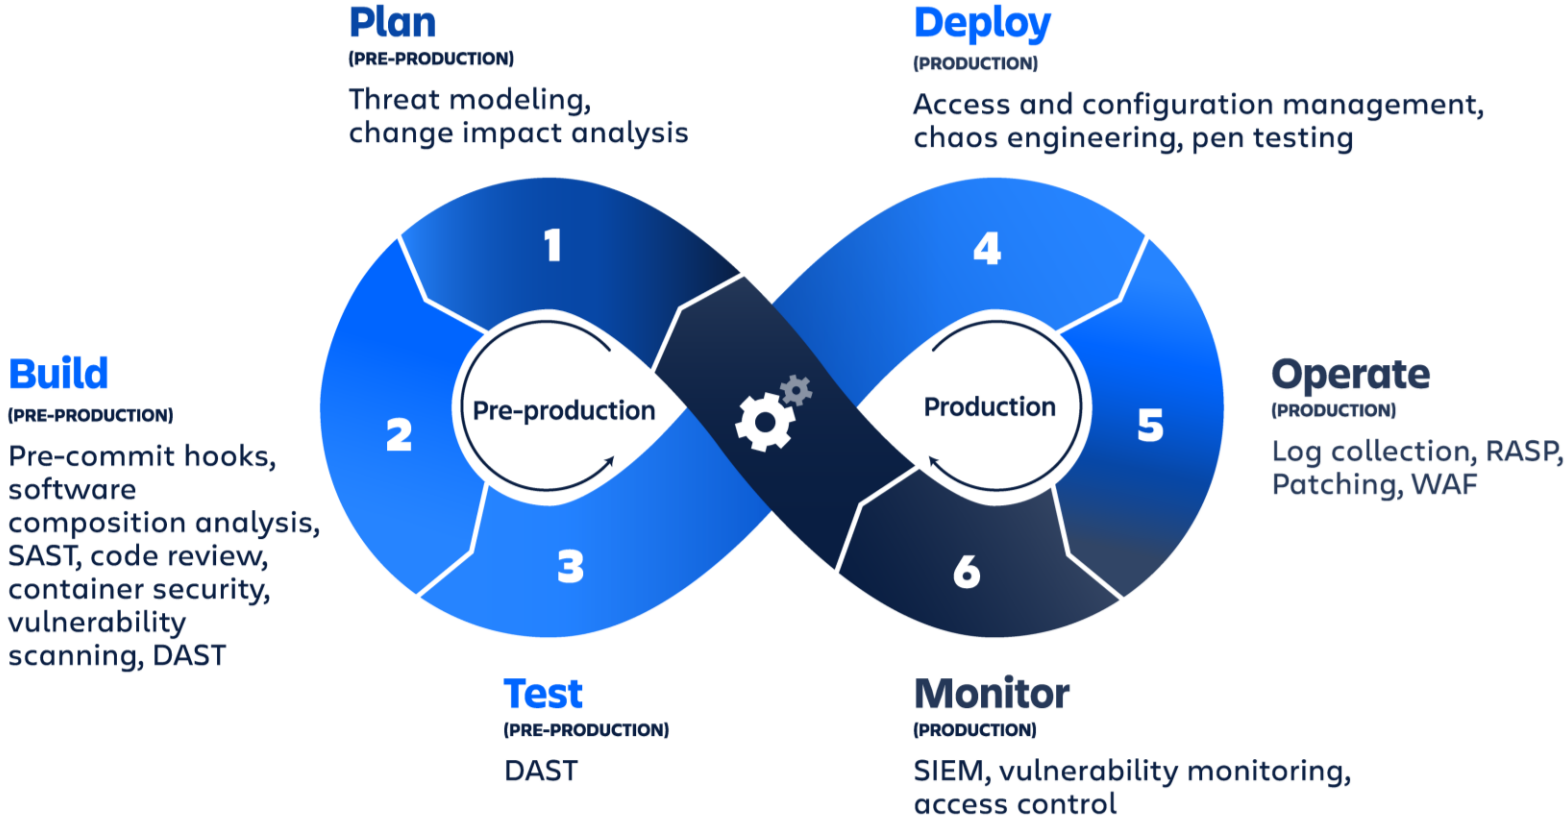 Plan
(PRE-PRODUCTION)
Threat modeling,
change impact analysis
Deploy
(PRODUCTION)
Access and configuration management,
chaos engineering, pen testing
1
4
Build
(PRE-PRODUCTION)
Pre-commit hooks,
software
composition analysis,
SAST, code review,
container security,
vulnerability
scanning, DAST
2
Pre-production
Production
5
Operate
(PRODUCTION)
Log collection, RASP,
Patching, WAF
3
6
Test
(PRE-PRODUCTION)
DAST
Monitor
(PRODUCTION)
SIEM, vulnerability monitoring,
access control